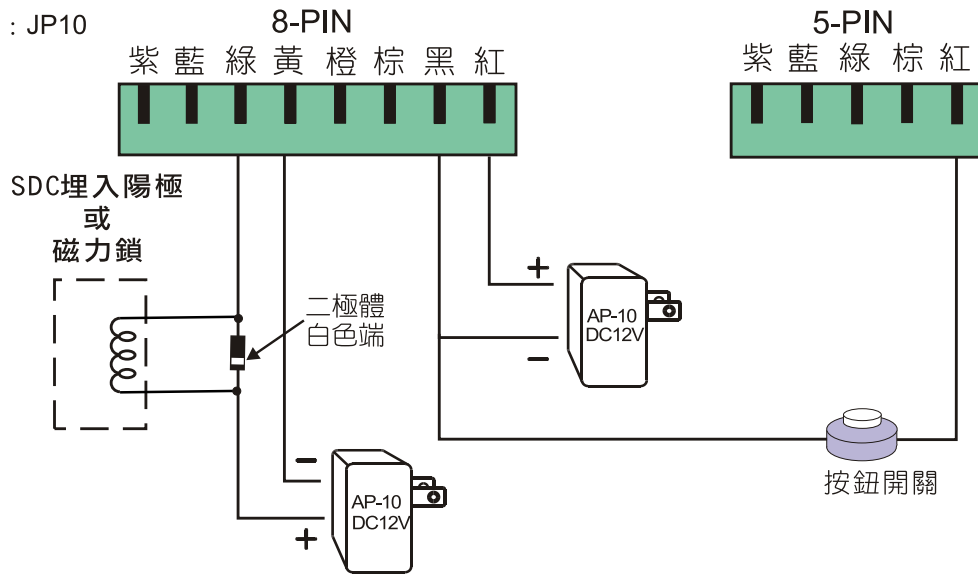 : JP10
8-PIN
5-PIN
紫 藍 綠 黃 橙 棕 黑 紅
紫 藍 綠 棕 紅
SDC埋入陽極
或
磁力鎖
二極體
白色端
+
AP-10
DC12V
−
按鈕開關
−
AP-10
DC12V
+